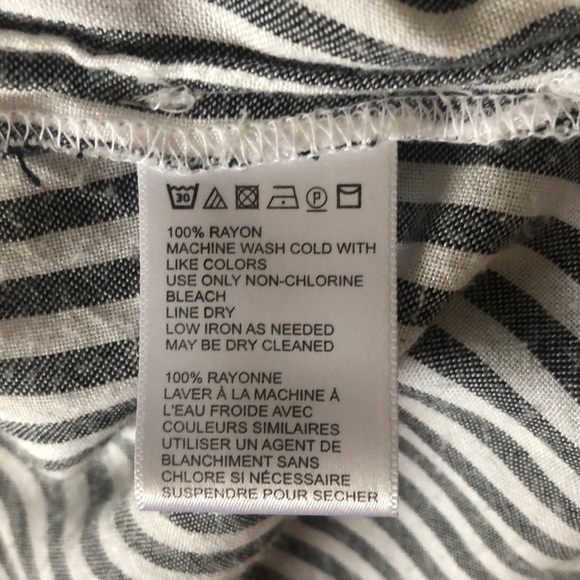 30 P
100% RAYON
MACHINE WASH COLD WITH
LIKE COLORS
USE ONLY NON-CHLORINE
BLEACH
LINE DRY
LOW IRON AS NEEDED
MAY BE DRY CLEANED
100% RAYONNE
LAVER À LA MACHINE À
L'EAU FROIDE AVEC
COULEURS SIMILAIRES
UTILISER UN AGENT DE
BLANCHIMENT SANS
CHLORE SI NÉCESSAIRE
SUSPENDRE POUR SECHER